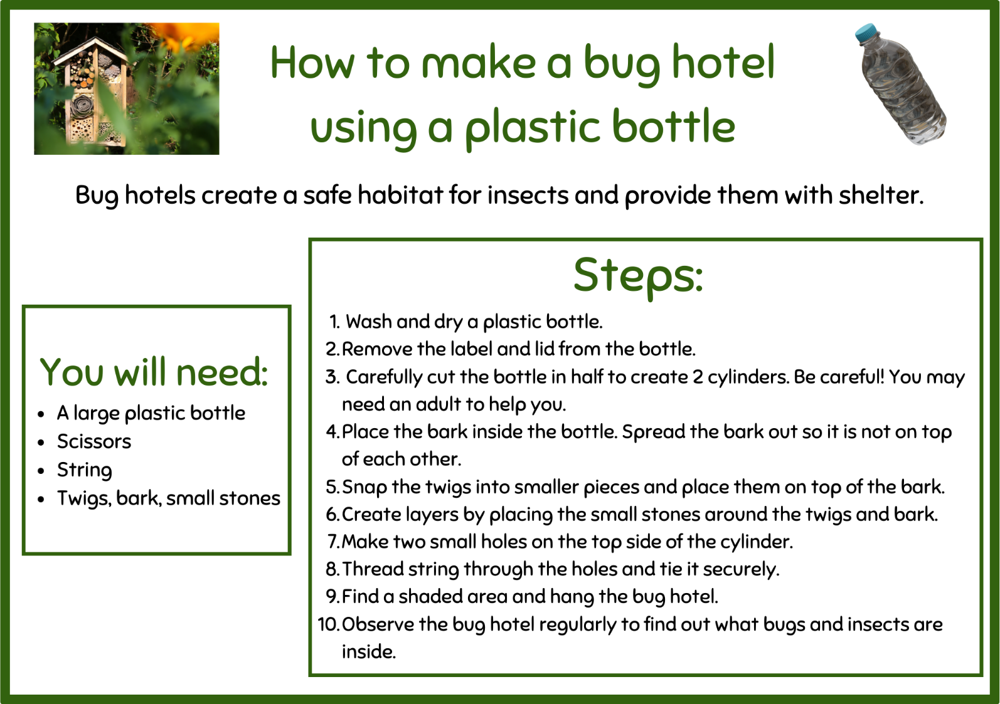 How to make a bug hotel
using a plastic bottle
Bug hotels create a safe habitat for insects and provide them with shelter.
You will need:
• A large plastic bottle
• Scissors
• String
• Twigs, bark, small stones
Steps:
1. Wash and dry a plastic bottle.
2. Remove the label and lid from the bottle.
3. Carefully cut the bottle in half to create 2 cylinders. Be careful! You may
need an adult to help you.
4. Place the bark inside the bottle. Spread the bark out so it is not on top
of each other.
5. Snap the twigs into smaller pieces and place them on top of the bark.
6. Create layers by placing the small stones around the twigs and bark.
7. Make two small holes on the top side of the cylinder.
8. Thread string through the holes and tie it securely.
9. Find a shaded area and hang the bug hotel.
10. Observe the bug hotel regularly to find out what bugs and insects are
inside.